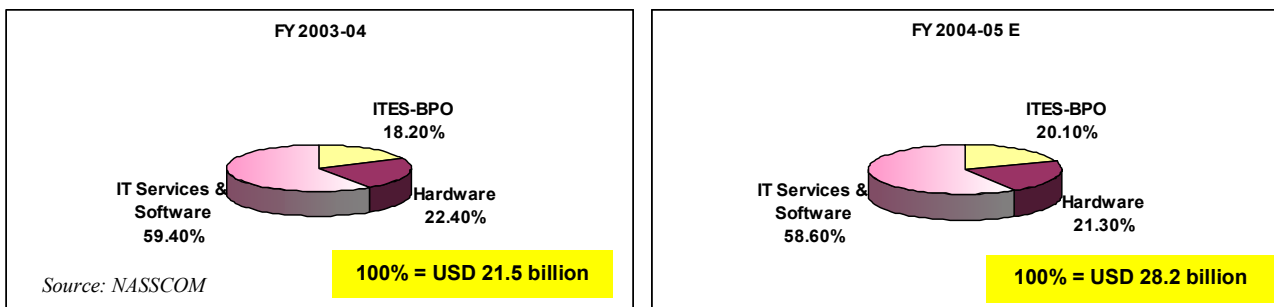 FY 2003-04
ITES-BPO
18.20%
IT Services &
Software
59.40%
Hardware
22.40%
100% = USD 21.5 billion
Source: NASSCOM
FY 2004-05 E
ITES-BPO
20.10%
IT Services &
Software
58.60%
Hardware
21.30%
100% = USD 28.2 billion